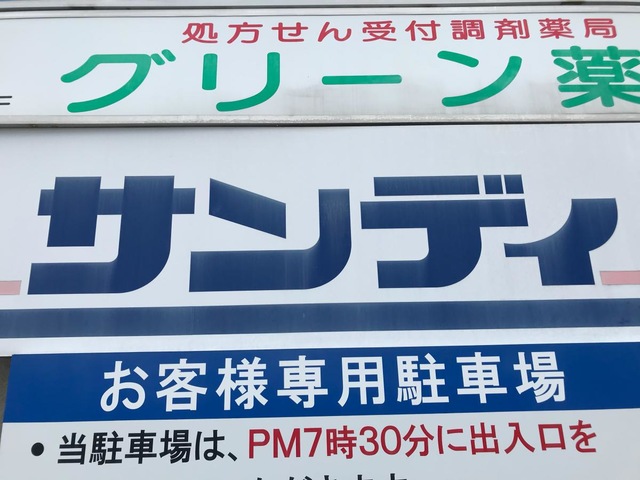 処方せん受付調剤薬局
グリーン薬
サンディ
お客様専用駐車場
• 当駐車場は、PM7時30分に出入口を